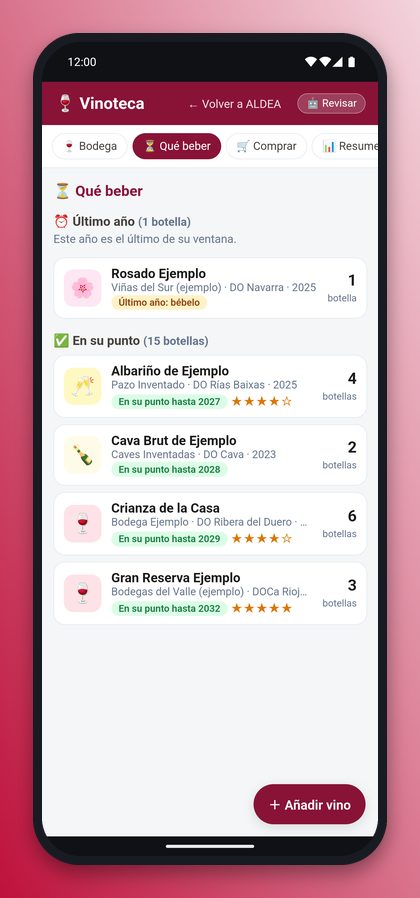 12:00
Vinoteca
← Volver a ALDEA
Revisar
Bodega
Qué beber
Comprar
Resume
Qué beber
Último año (1 botella)
Este año es el último de su ventana.
Rosado Ejemplo
Viñas del Sur (ejemplo) · DO Navarra · 2025
Último año: bébelo
1
botella
En su punto (15 botellas)
Albariño de Ejemplo
Pazo Inventado · DO Rías Baixas · 2025
En su punto hasta 2027 ★★★★☆
4
botellas
Cava Brut de Ejemplo
Caves Inventadas · DO Cava · 2023
En su punto hasta 2028
2
botellas
Crianza de la Casa
Bodega Ejemplo · DO Ribera del Duero · …
En su punto hasta 2029 ★★★★☆
6
botellas
Gran Reserva Ejemplo
Bodegas del Valle (ejemplo) · DOCa Rioj…
En su punto hasta 2032 ★★★★★
3
botellas
+ Añadir vino